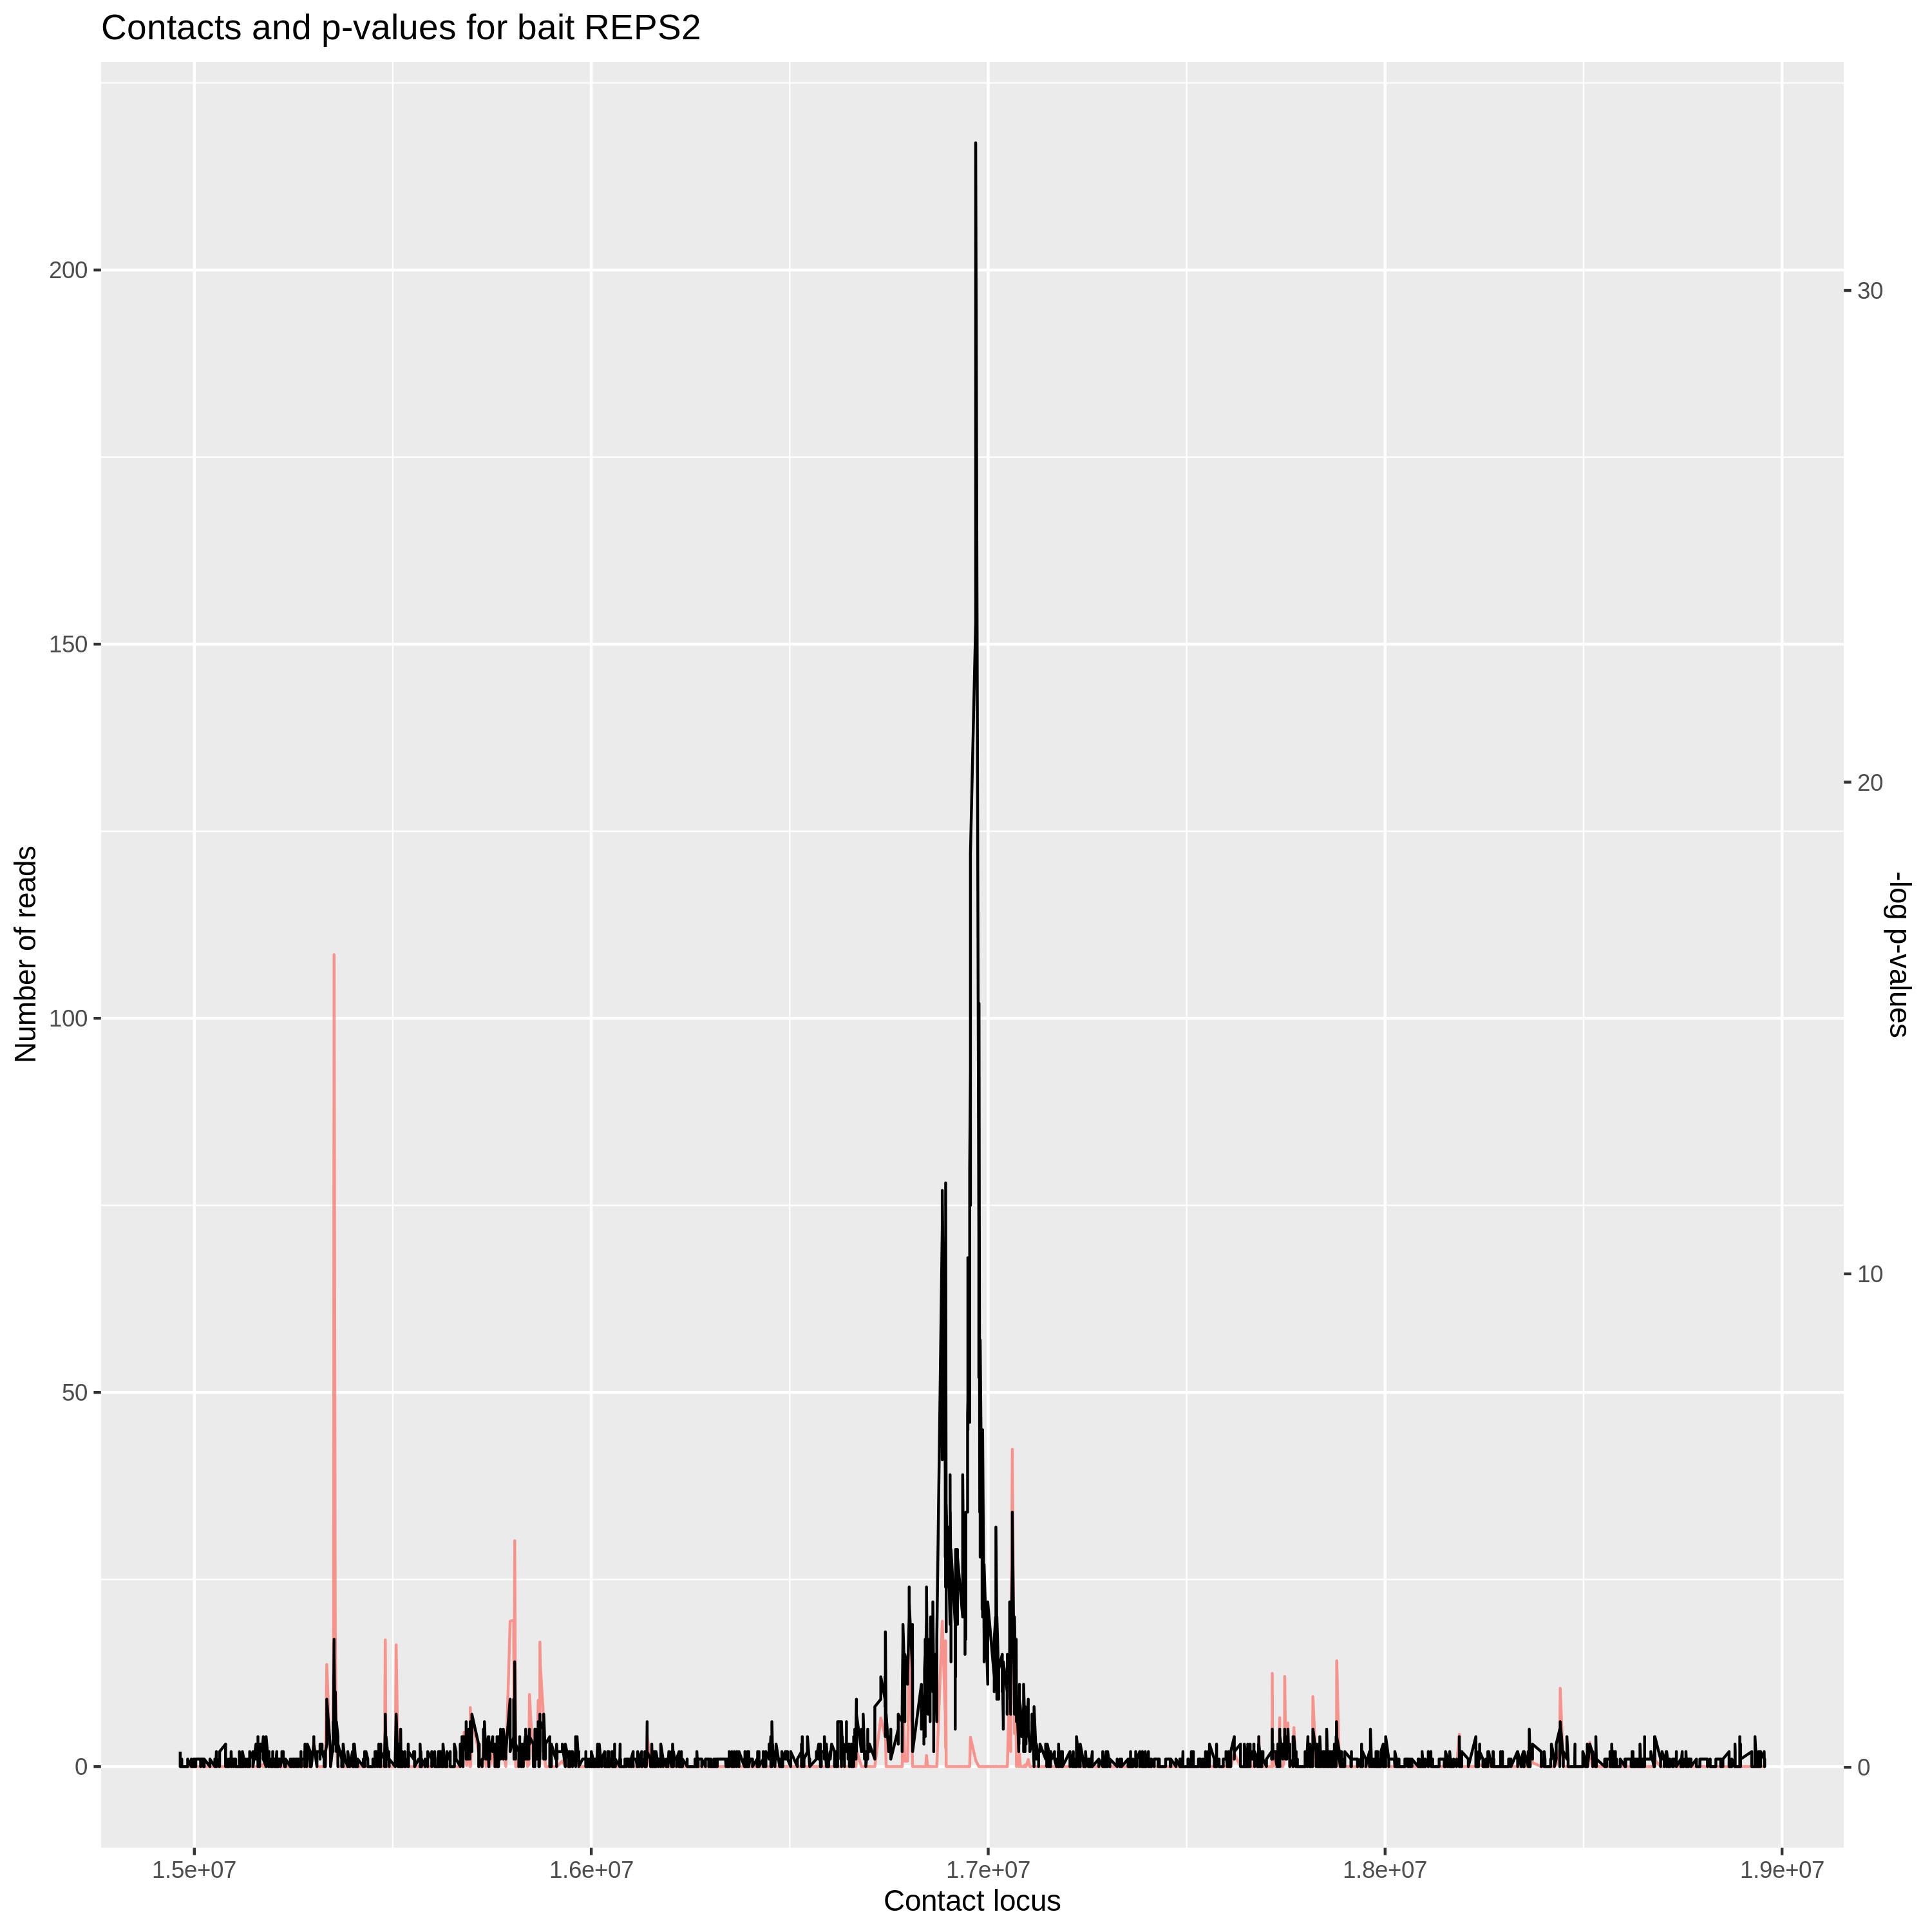 Contacts and p-values for bait REPS2
200
150
100
50
0
Number of reads
30
20
10
0
-log p-values
1.5e+07
1.6e+07
1.7e+07
1.8e+07
1.9e+07
Contact locus